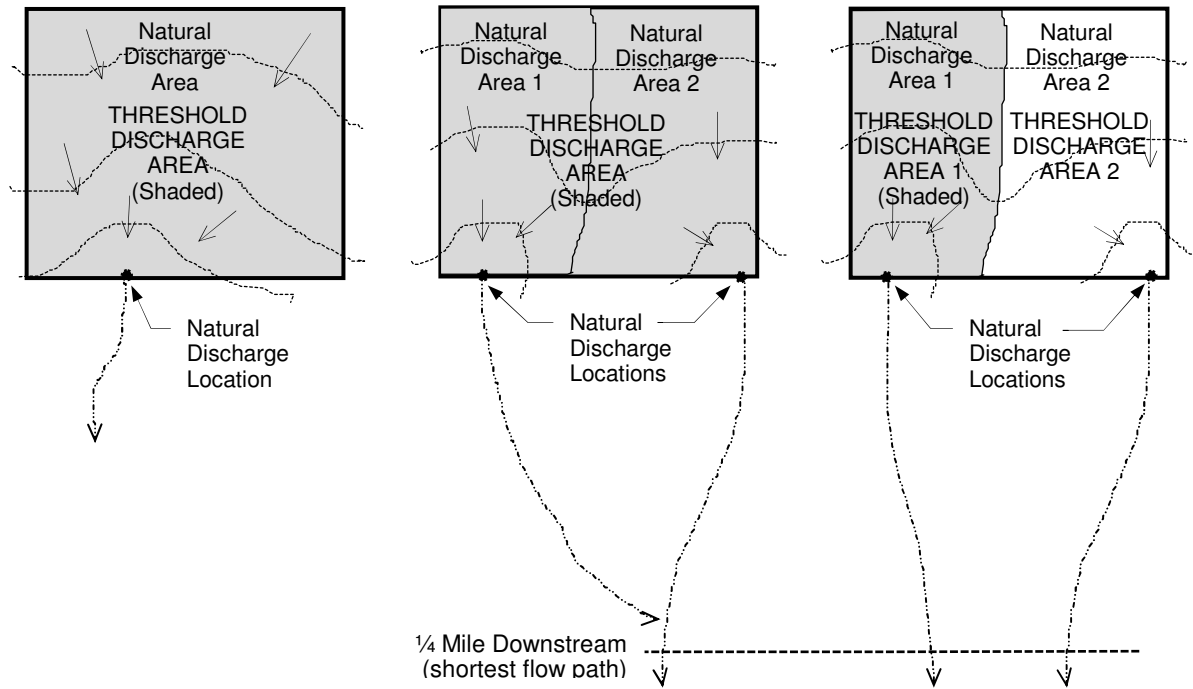 Natural
Discharge
Area
THRESHOLD
DISCHARGE
AREA
(Shaded)
Natural
Discharge
Location
Natural
Discharge
Area 1
Natural
Discharge
Area 2
THRESHOLD
DISCHARGE
AREA
(Shaded)
Natural
Discharge
Locations
Natural
Discharge
Area 1
Natural
Discharge
Area 2
THRESHOLD
DISCHARGE
AREA 1
(Shaded)
THRESHOLD
DISCHARGE
AREA 2
Natural
Discharge
Locations
¼ Mile Downstream
(shortest flow path)